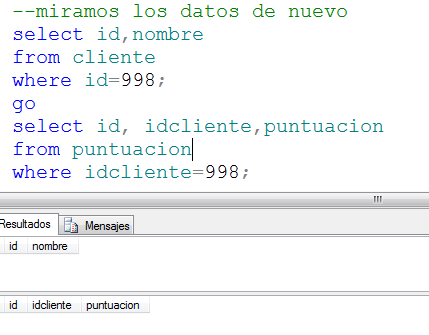 --miramos los datos de nuevo
select id,nombre
from cliente
where id=998;
go
select id, idcliente,puntuacion
from puntuacion
where idcliente=998;
Resultados Mensajes
id nombre
id idcliente puntuacion